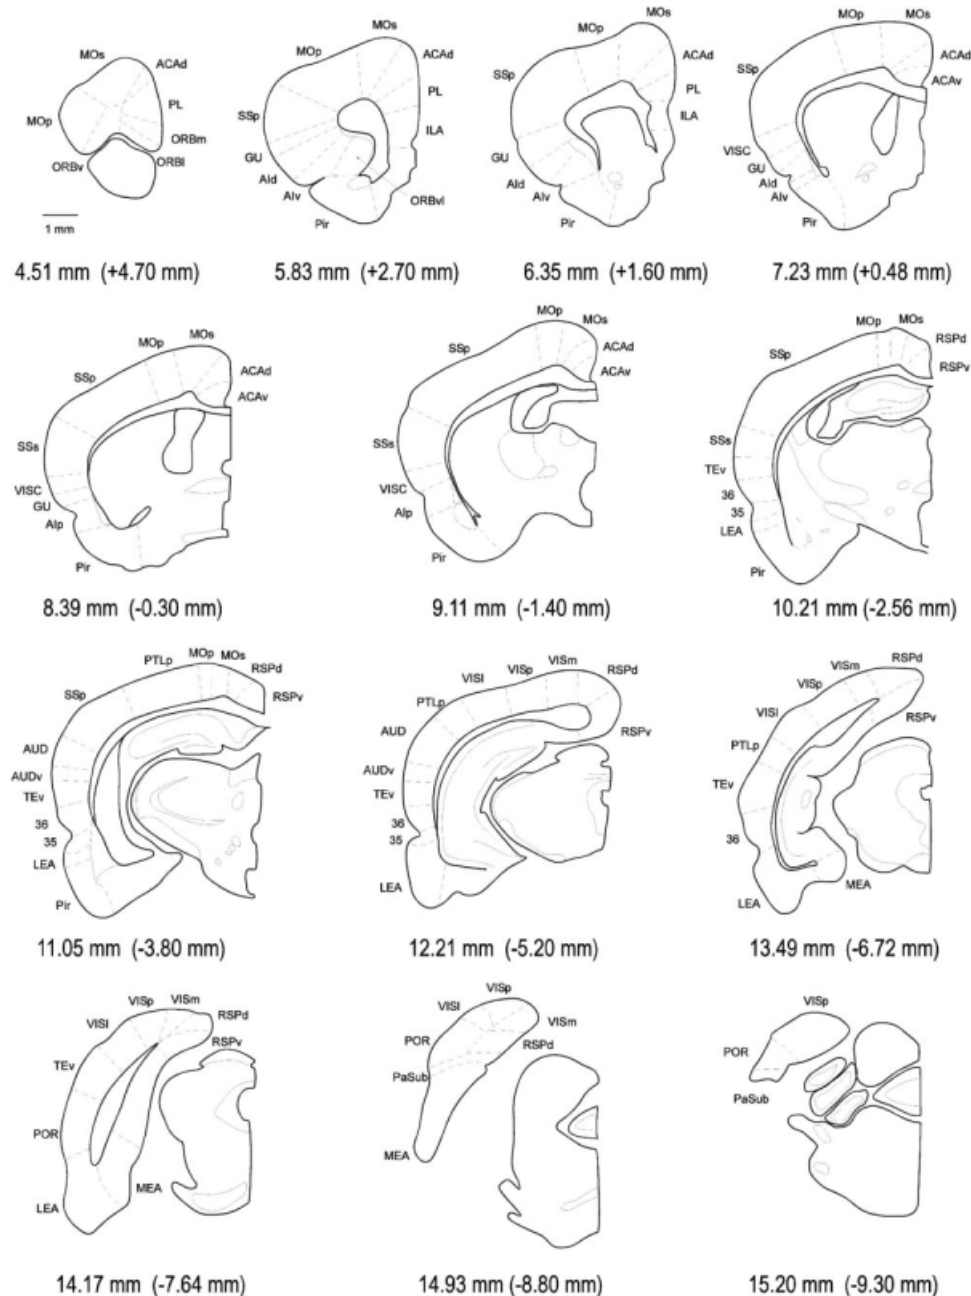 MOs
ACAd
PL
MOp
ORBm
ORBv
ORBl
1 mm
4.51 mm (+4.70 mm)
MOs
MOp
ACAd
PL
SSp
ILA
GU
AId
AIv
ORBvl
Pir
5.83 mm (+2.70 mm)
MOs
MOp
ACAd
SSp
PL
ILA
GU
AId
AIv
Pir
6.35 mm (+1.60 mm)
MOs
MOp
ACAd
SSp
ACAv
VISC
GU
AId
AIv
Pir
7.23 mm (+0.48 mm)
MOs
MOp
SSp
ACAd
ACAv
SSs
VISC
GU
AIp
Pir
8.39 mm (-0.30 mm)
MOs
MOp
SSp
ACAd
ACAv
SSs
VISC
AIp
Pir
9.11 mm (-1.40 mm)
MOp
MOs
RSPd
SSp
RSPv
SSs
TEv
36
35
LEA
Pir
10.21 mm (-2.56 mm)
MOp
MOs
PTLp
RSPd
SSp
RSPv
AUD
AUDv
TEv
36
35
LEA
Pir
11.05 mm (-3.80 mm)
VISm
VISp
RSPd
VISl
PTLp
AUD
RSPv
AUDv
TEv
36
35
LEA
12.21 mm (-5.20 mm)
RSPd
VISm
VISp
VISl
RSPv
PTLp
TEv
36
MEA
LEA
13.49 mm (-6.72 mm)
VISp
VISm
RSPd
VISl
RSPv
TEv
POR
MEA
LEA
14.17 mm (-7.64 mm)
VISp
VISl
VISm
POR
RSPd
PaSub
MEA
14.93 mm (-8.80 mm)
VISp
POR
PaSub
15.20 mm (-9.30 mm)